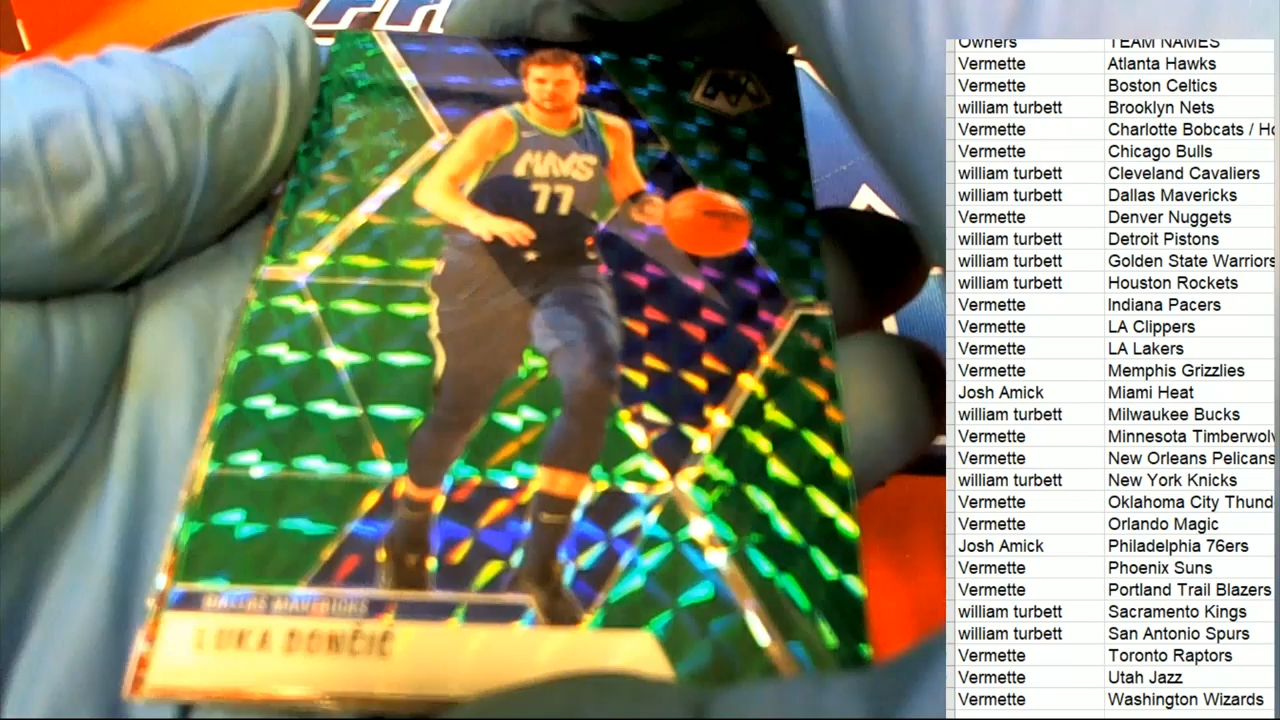 MAVS
77
DALLAS MAVERICKS
LUKA DONČIĆ
Owners TEAM NAMES
Vermette Atlanta Hawks
Vermette Boston Celtics
william turbett Brooklyn Nets
Vermette Charlotte Bobcats / Ho
Vermette Chicago Bulls
william turbett Cleveland Cavaliers
william turbett Dallas Mavericks
Vermette Denver Nuggets
william turbett Detroit Pistons
william turbett Golden State Warriors
william turbett Houston Rockets
Vermette Indiana Pacers
Vermette LA Clippers
Vermette LA Lakers
Vermette Memphis Grizzlies
Josh Amick Miami Heat
william turbett Milwaukee Bucks
Vermette Minnesota Timberwolv
Vermette New Orleans Pelicans
william turbett New York Knicks
Vermette Oklahoma City Thund
Vermette Orlando Magic
Josh Amick Philadelphia 76ers
Vermette Phoenix Suns
Vermette Portland Trail Blazers
william turbett Sacramento Kings
william turbett San Antonio Spurs
Vermette Toronto Raptors
Vermette Utah Jazz
Vermette Washington Wizards